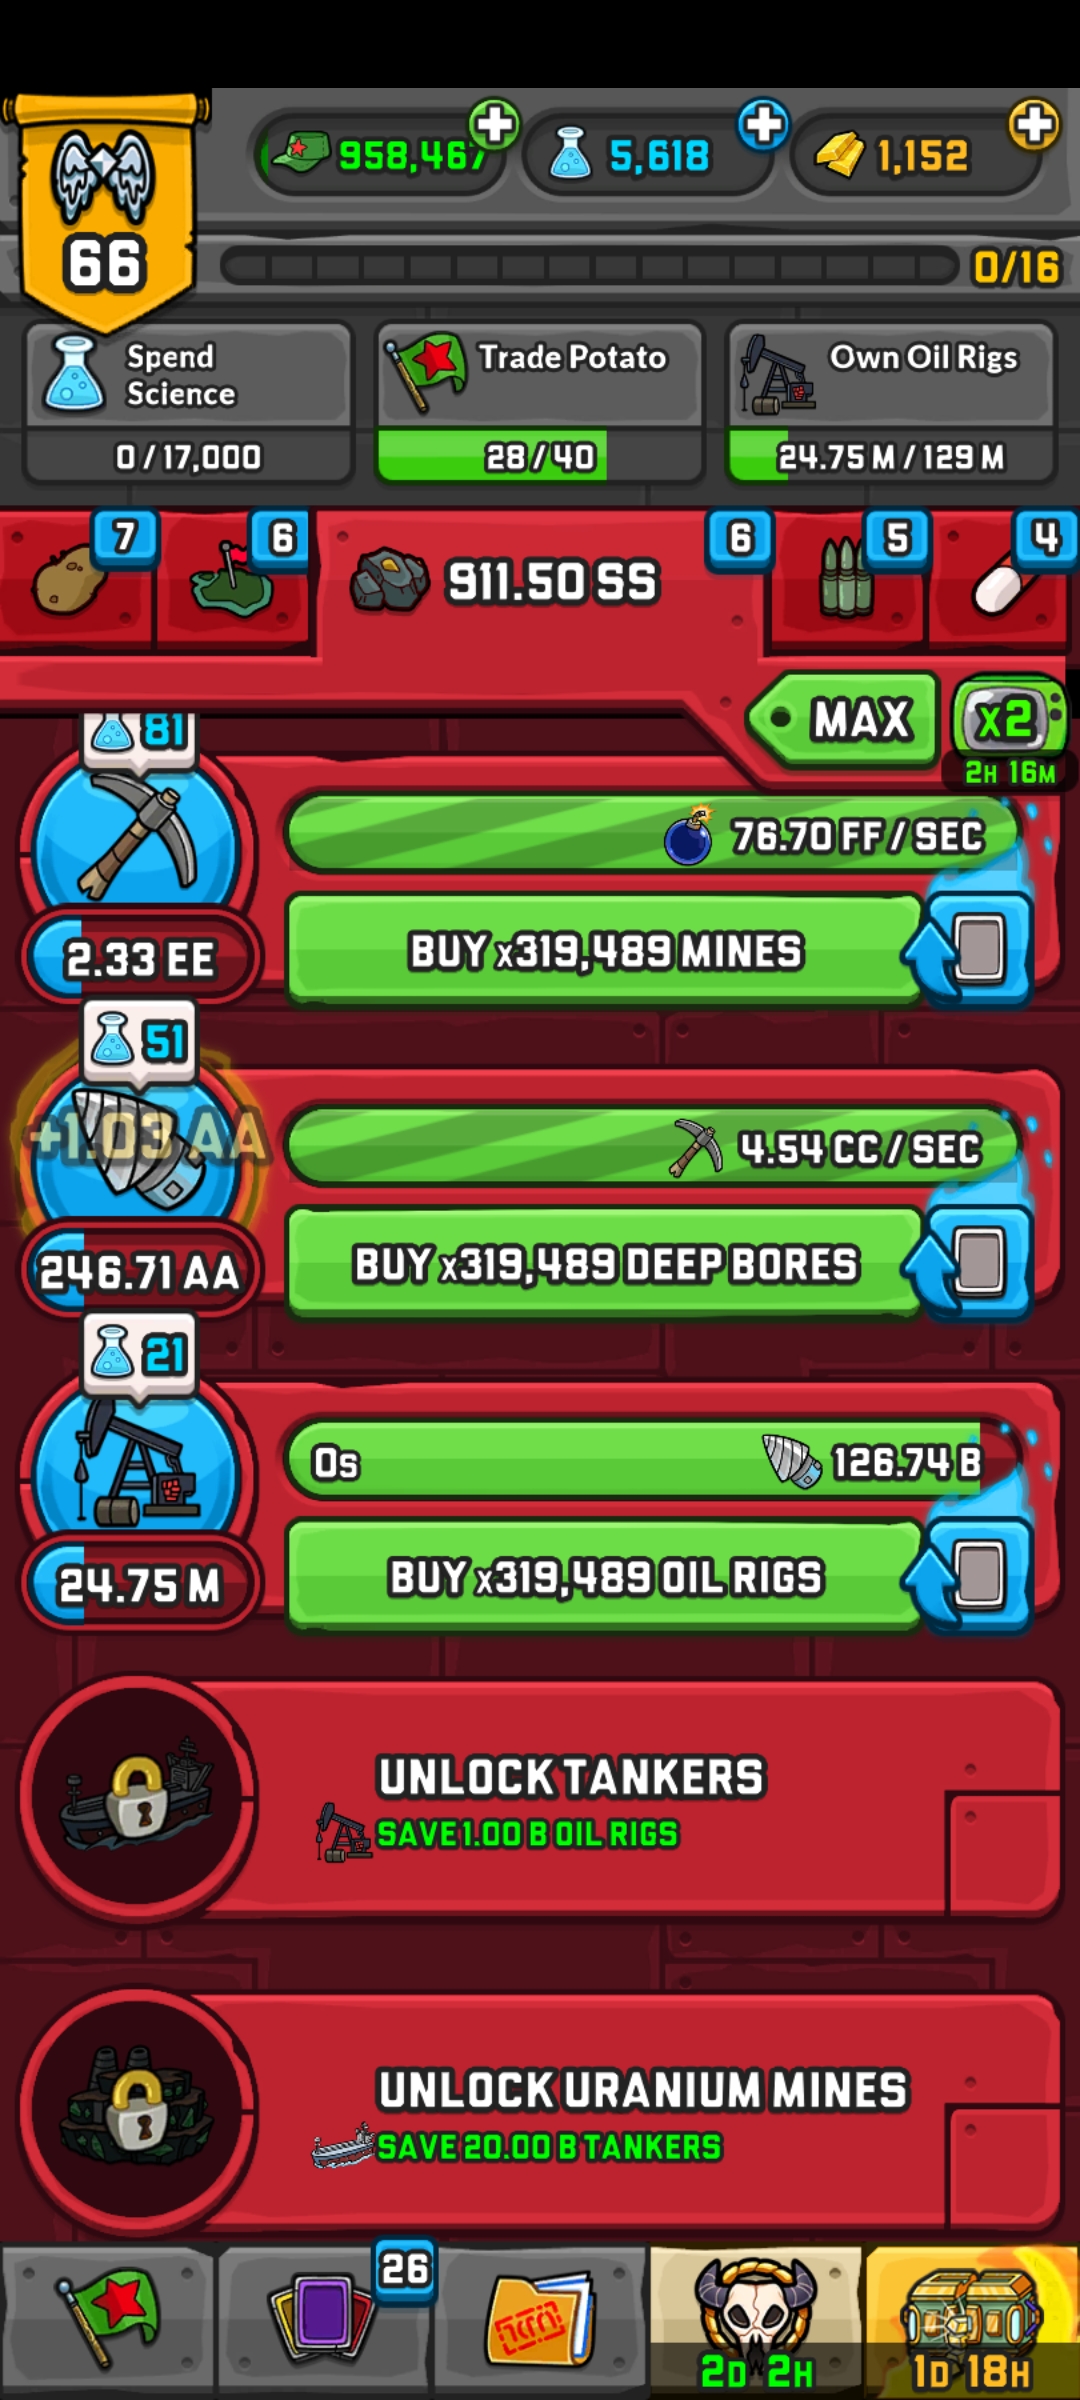 958,467
5,618
1,152
66
0/16
Spend
Science
0 / 17,000
Trade Potato
28 / 40
Own Oil Rigs
24.75 M / 129 M
7
6
911.50 SS
6
5
4
MAX
x2
2H 16M
81
76.70 FF / SEC
2.33 EE
BUY x319,489 MINES
51
+1.03 AA
4.54 CC / SEC
246.71 AA
BUY x319,489 DEEP BORES
21
0s
126.74 B
24.75 M
BUY x319,489 OIL RIGS
UNLOCK TANKERS
SAVE 1.00 B OIL RIGS
UNLOCK URANIUM MINES
SAVE 20.00 B TANKERS
26
2D 2H
1D 18H